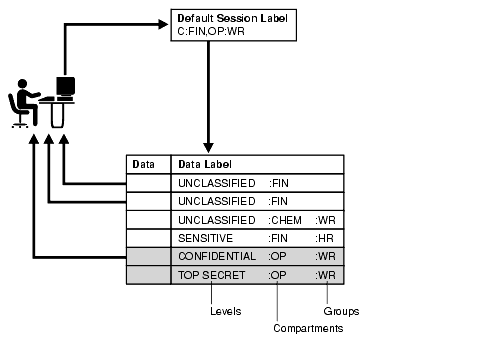 Default Session Label
C:FIN,OP:WR
Data Data Label
UNCLASSIFIED :FIN
UNCLASSIFIED :FIN
UNCLASSIFIED :CHEM :WR
SENSITIVE :FIN :HR
CONFIDENTIAL :OP :WR
TOP SECRET :OP :WR
Levels Groups
Compartments